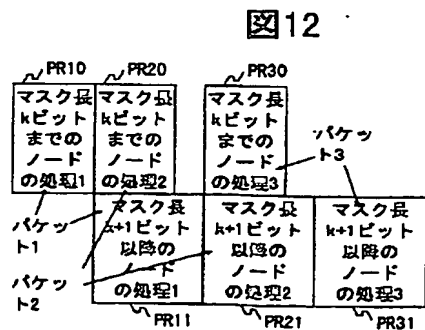 図12
PR10
PR20
PR30
マスク長
kビット
までの
ノード
の処理1
マスク長
kビット
までの
ノード
の処理2
マスク長
kビット
までの
ノード
の処理3
パケッ
ト3
パケッ
ト1
パケッ
ト2
マスク長
k+1ビット
以降の
ノード
の処理1
マスク長
k+1ビット
以降の
ノード
の処理2
マスク長
k+1ビット
以降の
ノード
の処理3
PR11
PR21
PR31